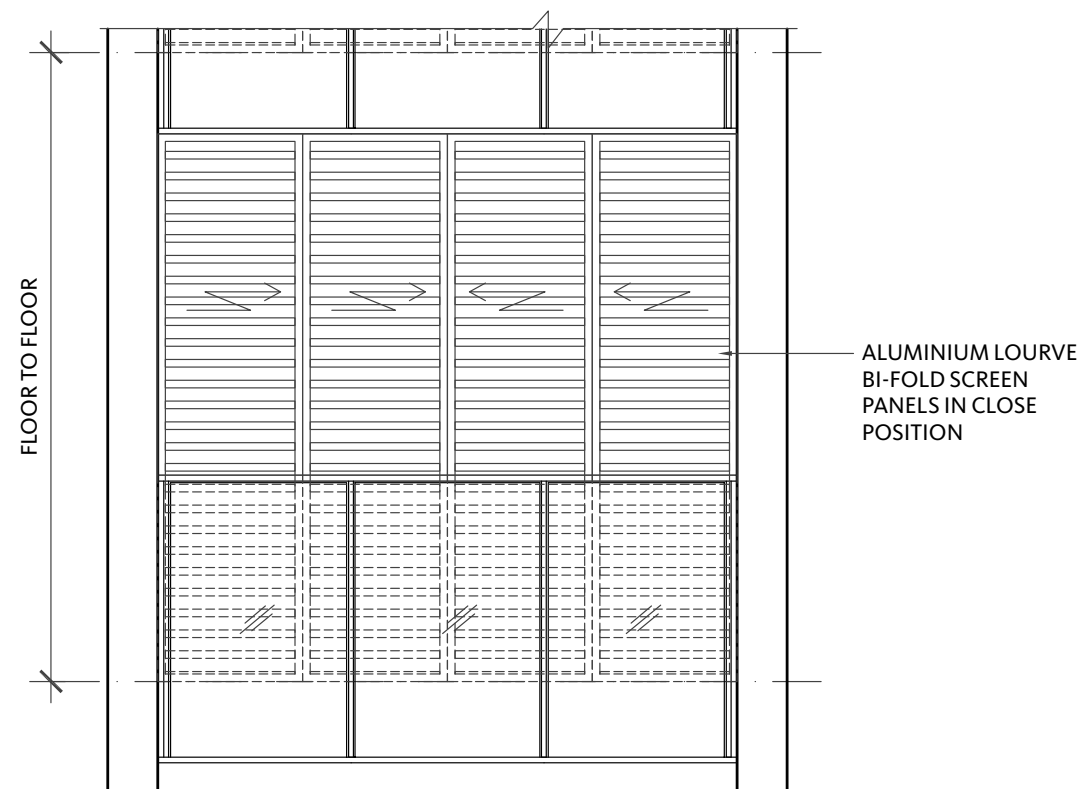 FLOOR TO FLOOR
ALUMINIUM LOURVE
BI-FOLD SCREEN
PANELS IN CLOSE
POSITION